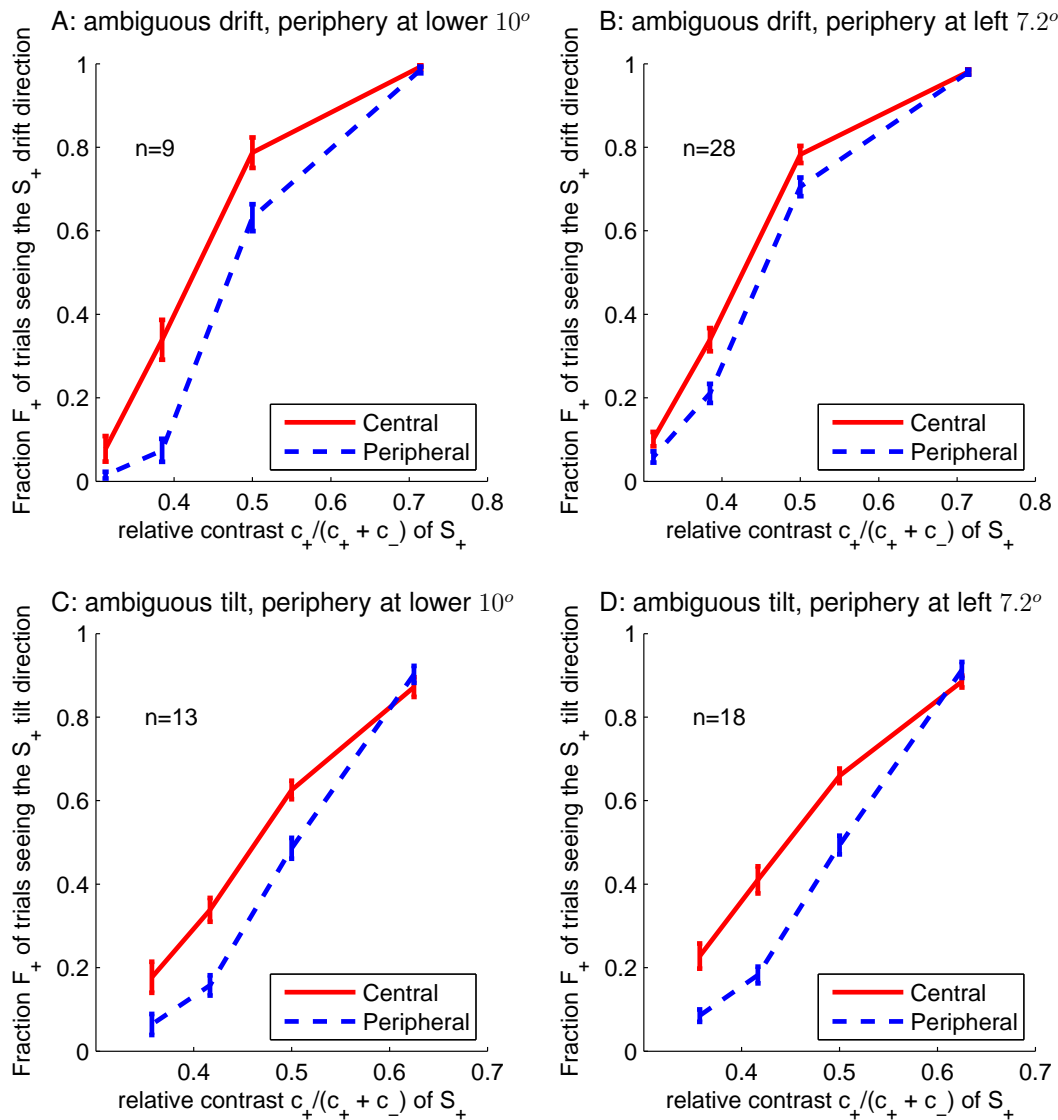 A: ambiguous drift, periphery at lower 10°
Fraction F₊ of trials seeing the S₊ drift direction
1
0.8
0.6
0.4
0.2
0
n=9
Central
Peripheral
0.4 0.5 0.6 0.7 0.8
relative contrast c₊/(c₊ + c₋) of S₊
B: ambiguous drift, periphery at left 7.2°
Fraction F₊ of trials seeing the S₊ drift direction
1
0.8
0.6
0.4
0.2
0
n=28
Central
Peripheral
0.4 0.5 0.6 0.7 0.8
relative contrast c₊/(c₊ + c₋) of S₊
C: ambiguous tilt, periphery at lower 10°
Fraction F₊ of trials seeing the S₊ tilt direction
1
0.8
0.6
0.4
0.2
0
n=13
Central
Peripheral
0.4 0.5 0.6 0.7
relative contrast c₊/(c₊ + c₋) of S₊
D: ambiguous tilt, periphery at left 7.2°
Fraction F₊ of trials seeing the S₊ tilt direction
1
0.8
0.6
0.4
0.2
0
n=18
Central
Peripheral
0.4 0.5 0.6 0.7
relative contrast c₊/(c₊ + c₋) of S₊